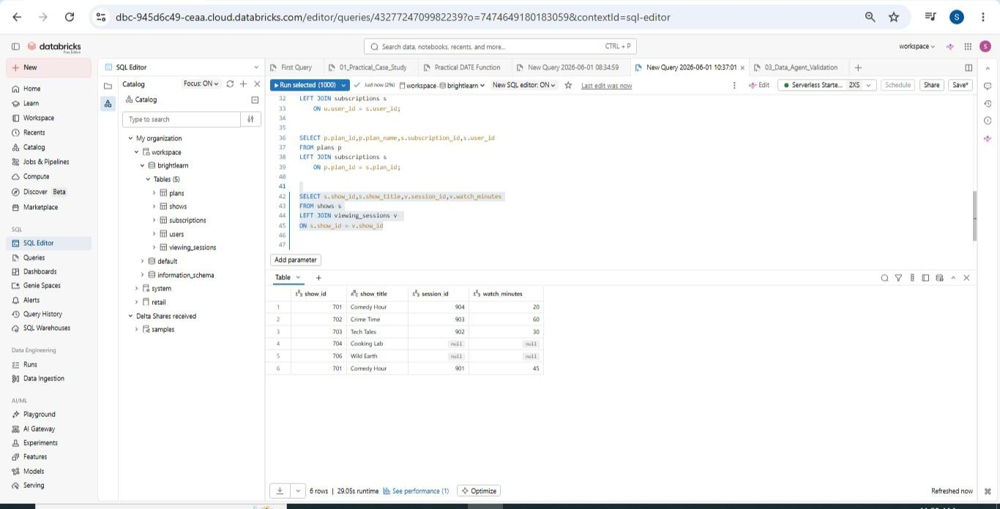 dbc-945d6c49-ceaa.cloud.databricks.com/editor/queries/4327724709982239?o=7474649180183059&contextId=sql-editor
S
databricks
Free Edition
Search data, notebooks, recents, and more...
CTRL + P
workspace
S
New
Home
Learn
Workspace
Recents
Catalog
Jobs & Pipelines
Compute
Discover Beta
Marketplace
SQL
SQL Editor
Queries
Dashboards
Genie Spaces
Alerts
Query History
SQL Warehouses
Data Engineering
Runs
Data Ingestion
AI/ML
Playground
AI Gateway
Experiments
Features
Models
Serving
SQL Editor
Catalog
Focus: ON
Catalog
Type to search
My organization
workspace
brightlearn
Tables (5)
plans
shows
subscriptions
users
viewing_sessions
default
information_schema
system
retail
Delta Shares received
samples
First Query
01_Practical_Case_Study
Practical DATE Function
New Query 2026-06-01 08:34:59
New Query 2026-06-01 10:37:01
03_Data_Agent_Validation
Run selected (1000)
Just now (29s)
workspace
brightlearn
New SQL editor: ON
Last edit was now
Edit
Serverless Starte... 2XS
Schedule
Share
Save*
32 LEFT JOIN subscriptions s
33 ON u.user_id = s.user_id;
34
35
36 SELECT p.plan_id,p.plan_name,s.subscription_id,s.user_id
37 FROM plans p
38 LEFT JOIN subscriptions s
39 ON p.plan_id = s.plan_id;
40
41
42 SELECT s.show_id,s.show_title,v.session_id,v.watch_minutes
43 FROM shows s
44 LEFT JOIN viewing_sessions v
45 ON s.show_id = v.show_id
46
47
Add parameter
Table
show_id show_title session_id watch_minutes
1 701 Comedy Hour 904 20
2 702 Crime Time 903 60
3 703 Tech Tales 902 30
4 704 Cooking Lab null null
5 706 Wild Earth null null
6 701 Comedy Hour 901 45
6 rows | 29.05s runtime
See performance (1)
Optimize
Refreshed now